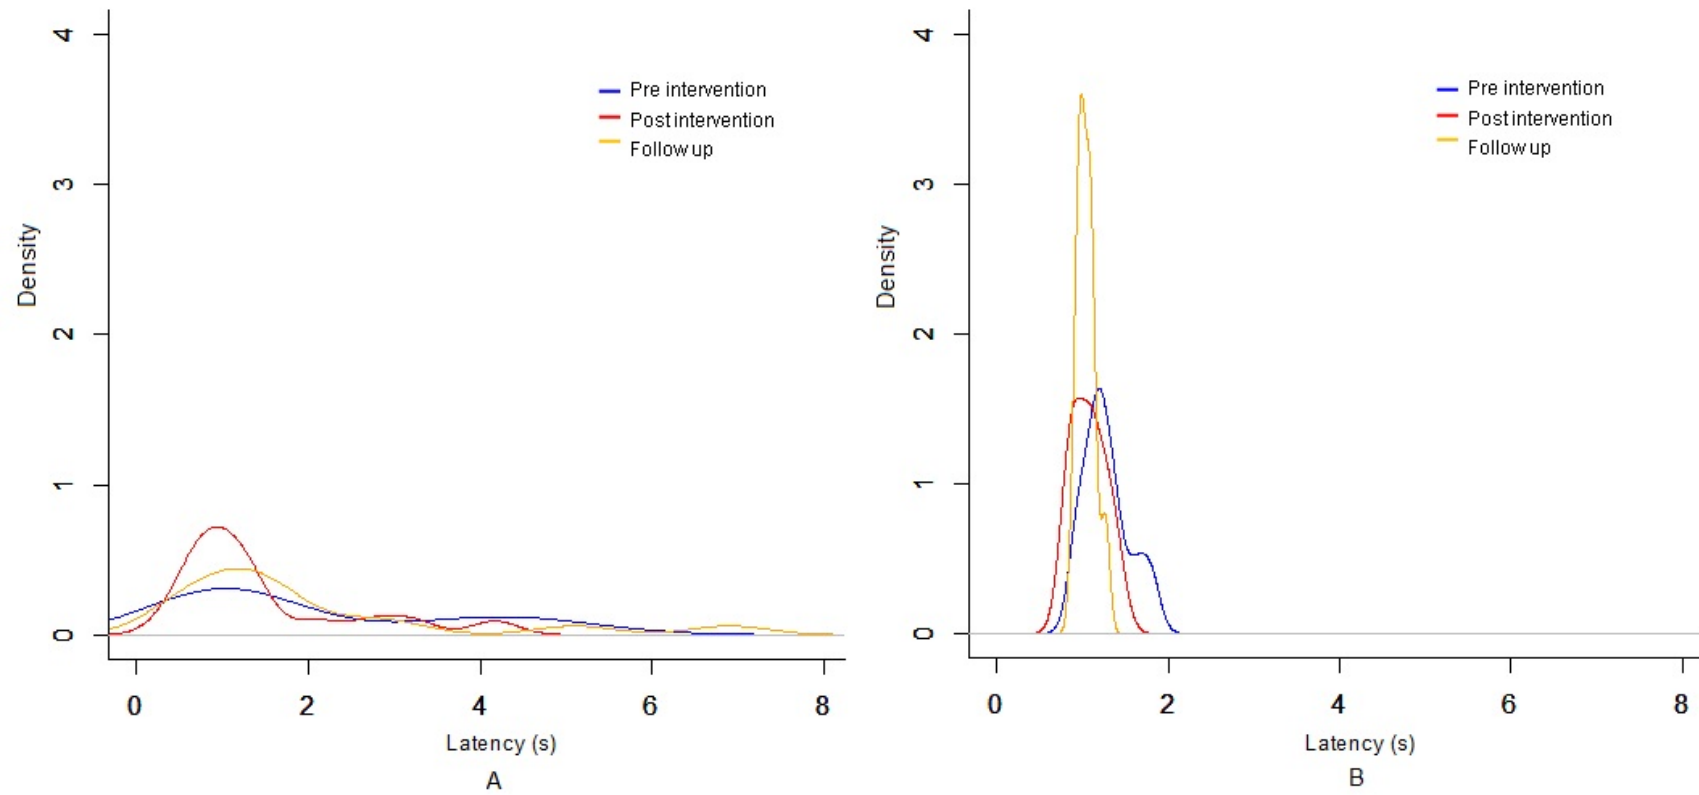 4
3
2
1
0
Density
Pre intervention
Post intervention
Follow up
0 2 4 6 8
Latency (s)
A
4
3
2
1
0
Density
Pre intervention
Post intervention
Follow up
0 2 4 6 8
Latency (s)
B